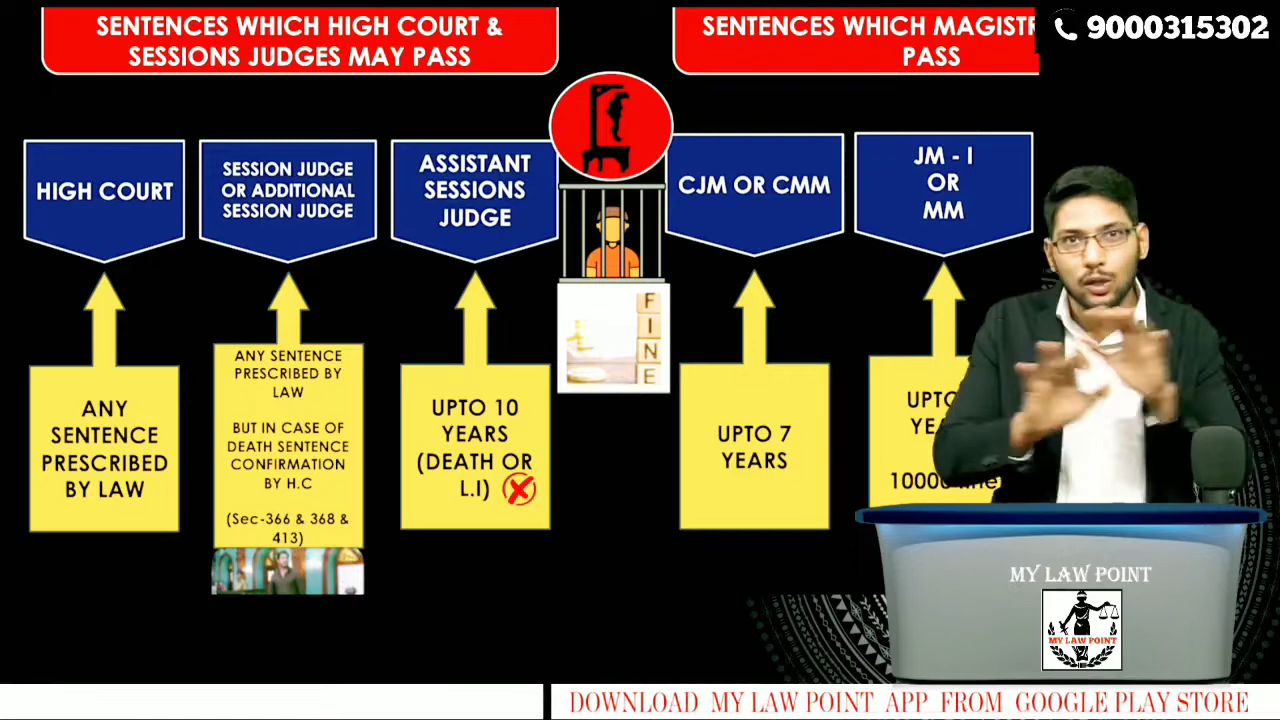 SENTENCES WHICH HIGH COURT &
SESSIONS JUDGES MAY PASS
SENTENCES WHICH
PASS
9000315302
HIGH COURT
SESSION JUDGE
OR ADDITIONAL
SESSION JUDGE
ASSISTANT
SESSIONS
JUDGE
CJM OR CMM
JM - I
OR
MM
ANY
SENTENCE
PRESCRIBED
BY LAW
ANY SENTENCE
PRESCRIBED BY
LAW
BUT IN CASE OF
DEATH SENTENCE
CONFIRMATION
BY H.C
(Sec-366 & 368 &
413)
UPTO 10
YEARS
(DEATH OR
L.I)
F
I
N
E
UPTO 7
YEARS
MY LAW POINT
MY LAW POINT
DOWNLOAD MY LAW POINT APP FROM GOOGLE PLAY STORE